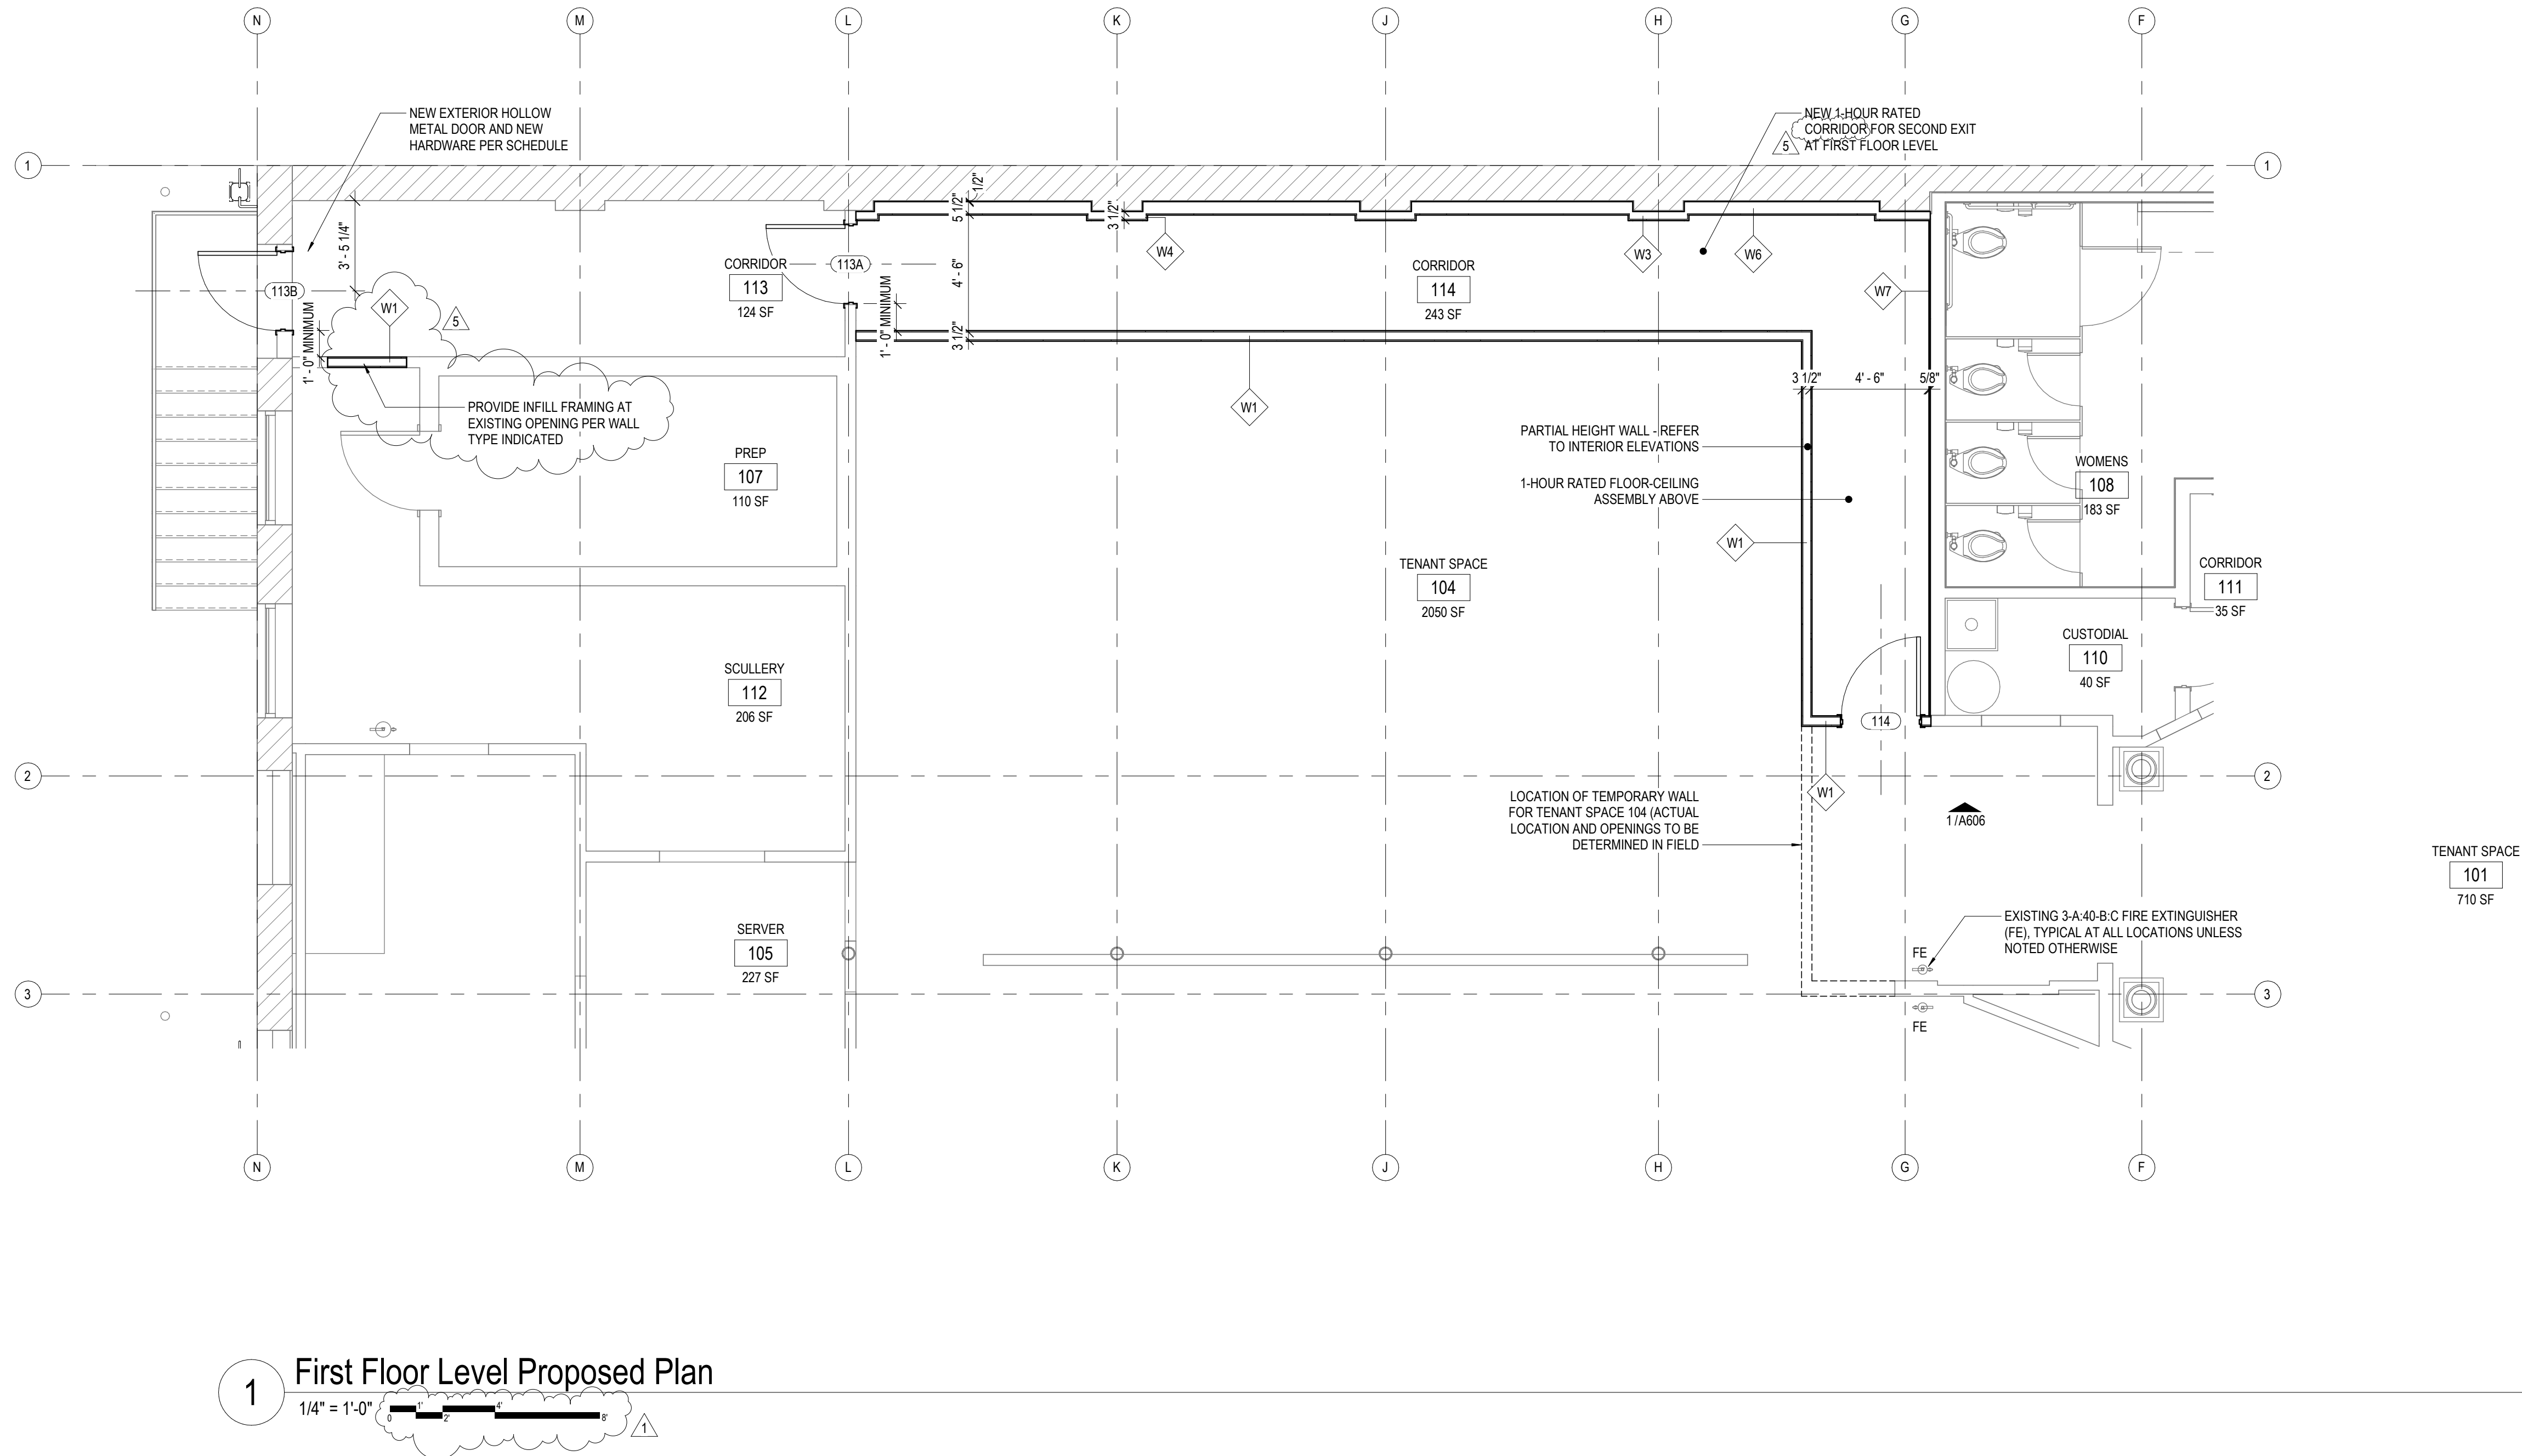 N M L K J H G F
NEW EXTERIOR HOLLOW
METAL DOOR AND NEW
HARDWARE PER SCHEDULE
NEW 1-HOUR RATED
CORRIDOR FOR SECOND EXIT
AT FIRST FLOOR LEVEL
5
1
1
3' - 5 1/4"
5 1/2"
1/2"
3 1/2"
W4
W3
W6
CORRIDOR
113
124 SF
113A
4' - 6"
CORRIDOR
114
243 SF
W7
113B
W1
5
1' - 0" MINIMUM
1' - 0" MINIMUM
3 1/2"
3 1/2"
4' - 6"
5/8"
W1
PROVIDE INFILL FRAMING AT
EXISTING OPENING PER WALL
TYPE INDICATED
PARTIAL HEIGHT WALL - REFER
TO INTERIOR ELEVATIONS
PREP
107
110 SF
1-HOUR RATED FLOOR-CEILING
ASSEMBLY ABOVE
WOMENS
108
183 SF
W1
TENANT SPACE
104
2050 SF
CORRIDOR
111
35 SF
CUSTODIAL
110
40 SF
SCULLERY
112
206 SF
114
2
2
W1
LOCATION OF TEMPORARY WALL
FOR TENANT SPACE 104 (ACTUAL
LOCATION AND OPENINGS TO BE
DETERMINED IN FIELD
1 /A606
TENANT SPACE
101
710 SF
SERVER
105
227 SF
EXISTING 3-A:40-B:C FIRE EXTINGUISHER
(FE), TYPICAL AT ALL LOCATIONS UNLESS
NOTED OTHERWISE
FE
3
3
FE
N M L K J H G F
1
First Floor Level Proposed Plan
1/4" = 1'-0"
0 1' 2' 4' 8'
1